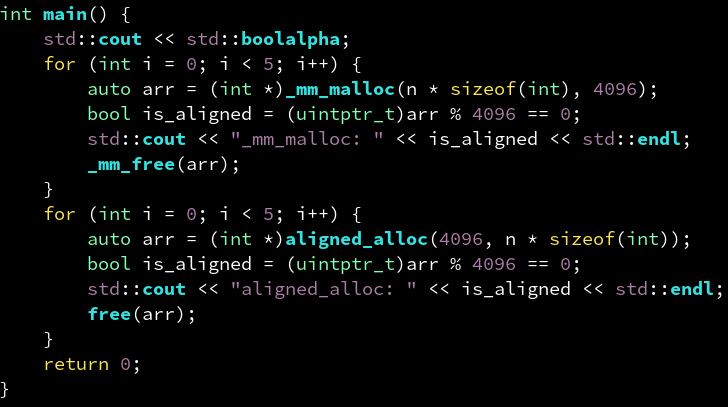 int main() {
    std::cout << std::boolalpha;
    for (int i = 0; i < 5; i++) {
        auto arr = (int *)_mm_malloc(n * sizeof(int), 4096);
        bool is_aligned = (uintptr_t)arr % 4096 == 0;
        std::cout << "_mm_malloc: " << is_aligned << std::endl;
        _mm_free(arr);
    }
    for (int i = 0; i < 5; i++) {
        auto arr = (int *)aligned_alloc(4096, n * sizeof(int));
        bool is_aligned = (uintptr_t)arr % 4096 == 0;
        std::cout << "aligned_alloc: " << is_aligned << std::endl;
        free(arr);
    }
    return 0;
}